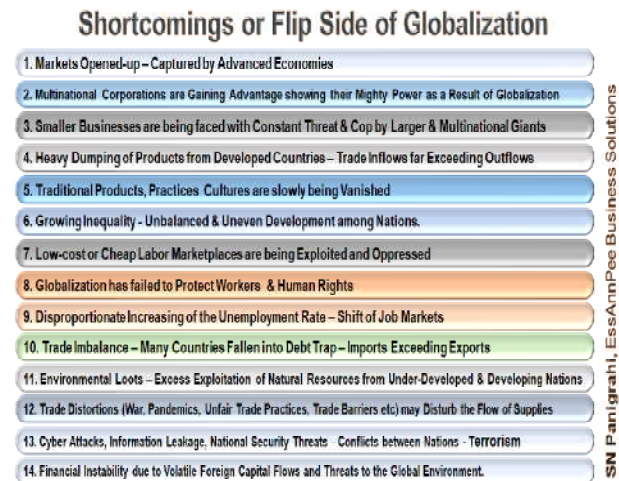 Shortcomings or Flip Side of Globalization
1. Markets Opened-up – Captured by Advanced Economies
2. Multinational Corporations are Gaining Advantage showing their Mighty Power as a Result of Globalization
3. Smaller Businesses are being faced with Constant Threat & Cop by Larger & Multinational Giants
4. Heavy Dumping of Products from Developed Countries – Trade Inflows far Exceeding Outflows
5. Traditional Products, Practices Cultures are slowly being Vanished
6. Growing Inequality - Unbalanced & Uneven Development among Nations.
7. Low-cost or Cheap Labor Marketplaces are being Exploited and Oppressed
8. Globalization has failed to Protect Workers & Human Rights
9. Disproportionate Increasing of the Unemployment Rate – Shift of Job Markets
10. Trade Imbalance – Many Countries Fallen into Debt Trap – Imports Exceeding Exports
11. Environmental Loots – Excess Exploitation of Natural Resources from Under-Developed & Developing Nations
12. Trade Distortions (War, Pandemics, Unfair Trade Practices, Trade Barriers etc) may Disturb the Flow of Supplies
13. Cyber Attacks, Information Leakage, National Security Threats - Conflicts between Nations - Terrorism
14. Financial Instability due to Volatile Foreign Capital Flows and Threats to the Global Environment.
SN Panigrahi, EssAnnPee Business Solutions